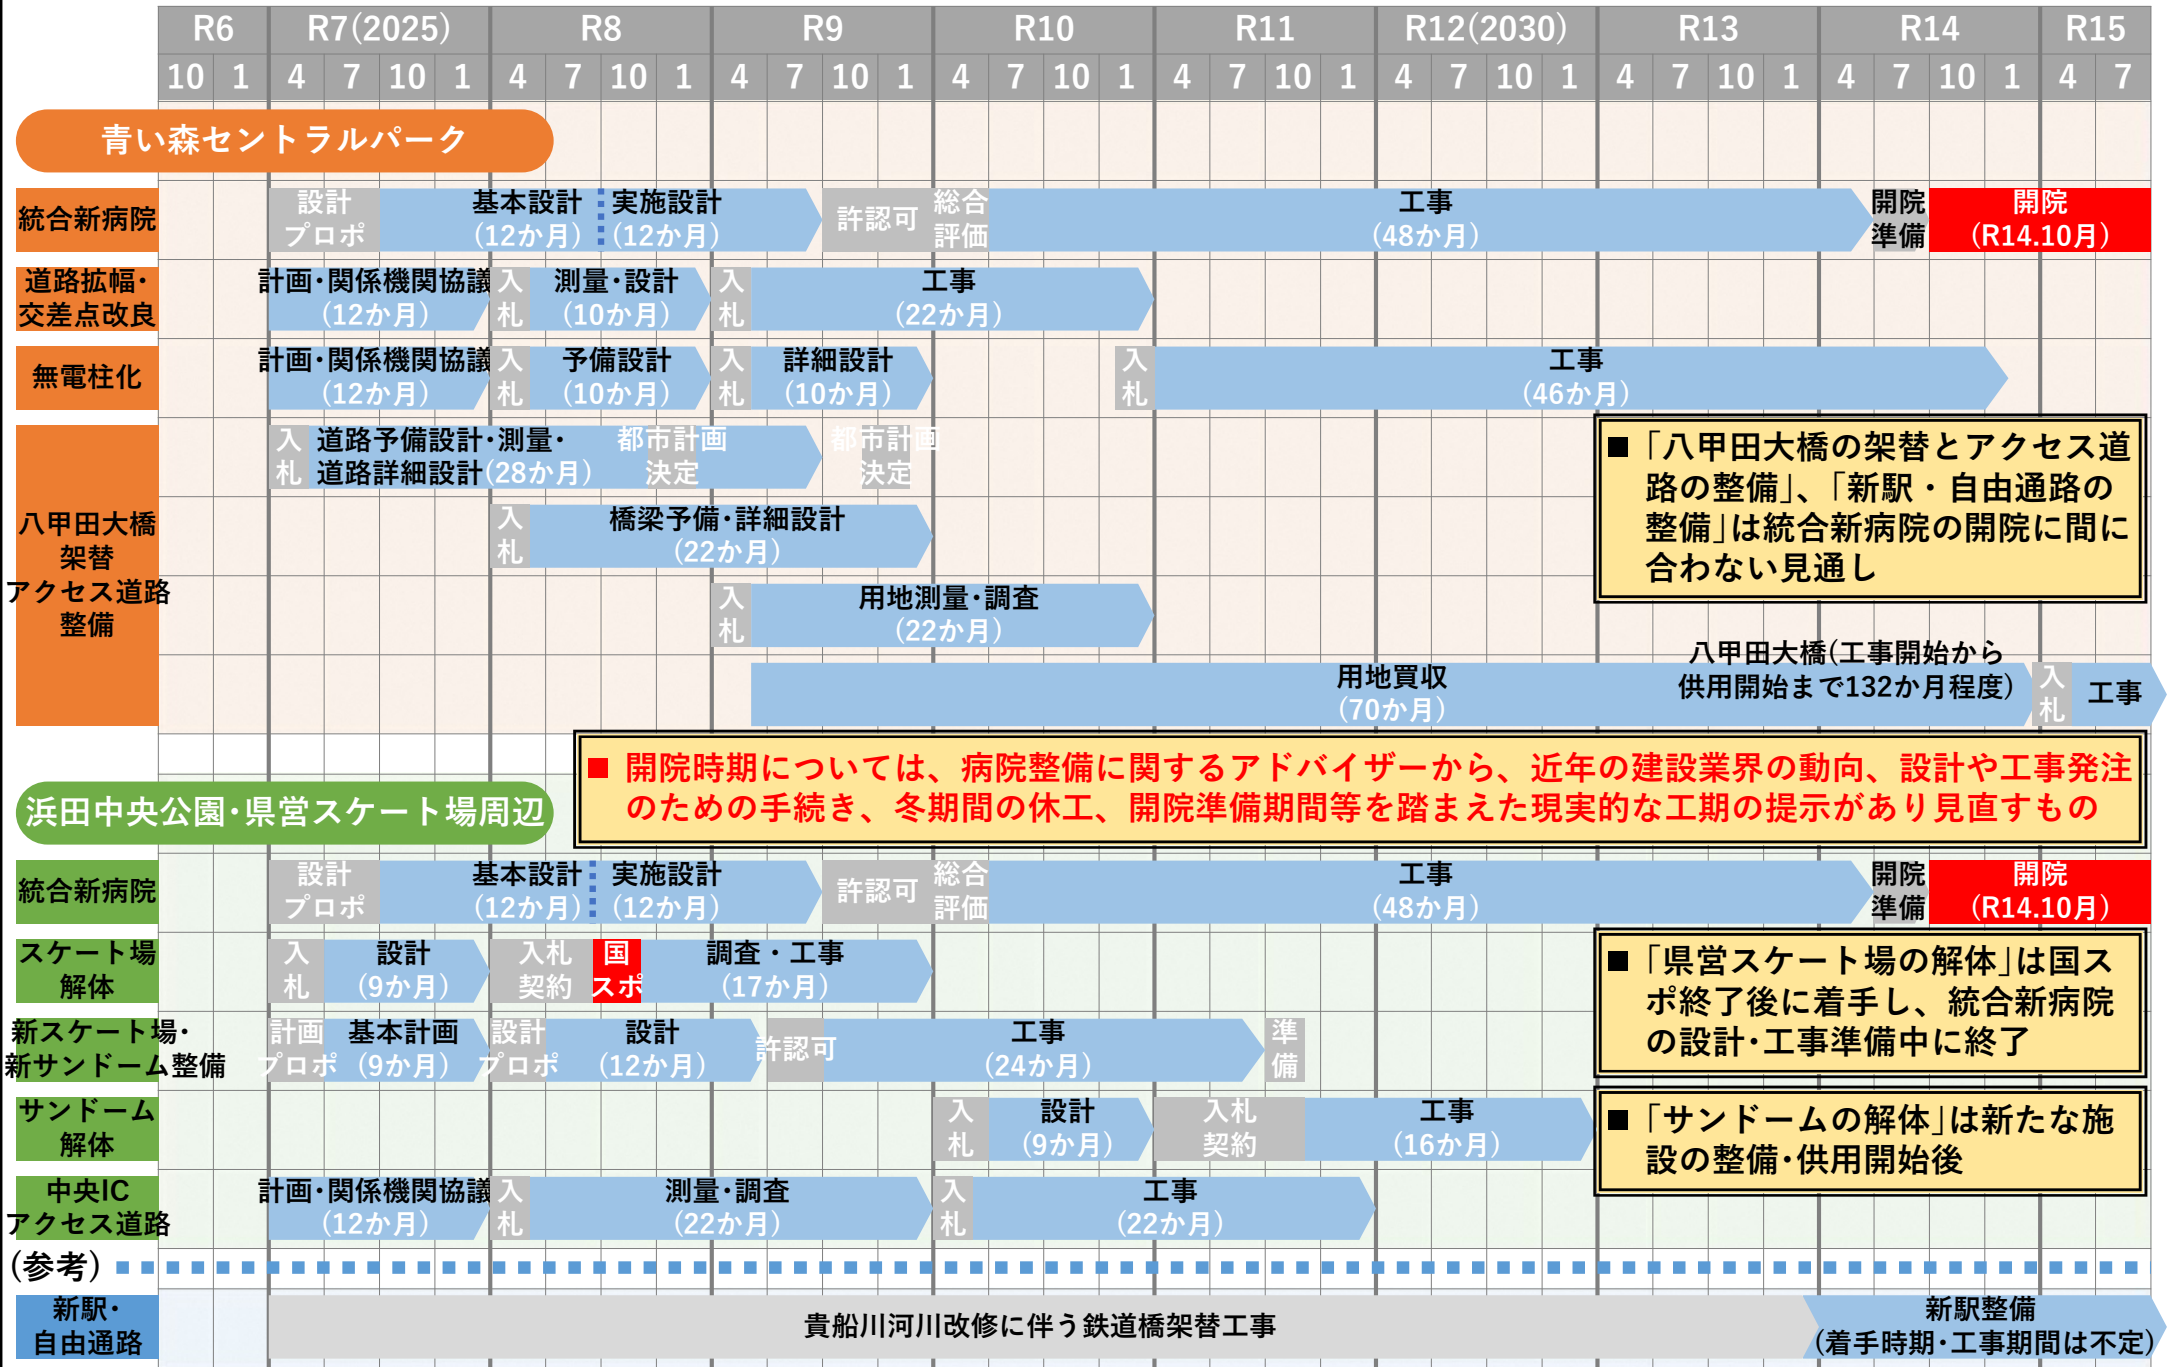 R6 R7(2025) R8 R9 R10 R11 R12(2030) R13 R14 R15
10 1 4 7 10 1 4 7 10 1 4 7 10 1 4 7 10 1 4 7 10 1 4 7 10 1 4 7 10 1 4 7 10 1 4 7
青い森セントラルパーク
統合新病院
設計
プロポ
基本設計
(12か月)
実施設計
(12か月)
許認可
総合
評価
工事
(48か月)
開院
準備
開院
(R14.10月)
道路拡幅・
交差点改良
計画・関係機関協議
(12か月)
入
札
測量・設計
(10か月)
入
札
工事
(22か月)
無電柱化
計画・関係機関協議
(12か月)
入
札
予備設計
(10か月)
入
札
詳細設計
(10か月)
入
札
工事
(46か月)
八甲田大橋
架替
アクセス道路
整備
入
札
道路予備設計・測量・
道路詳細設計(28か月)
都市計画
決定
都市計画
決定
入
札
橋梁予備・詳細設計
(22か月)
入
札
用地測量・調査
(22か月)
用地買収
(70か月)
八甲田大橋(工事開始から
供用開始まで132か月程度)
入
札
工事
■「八甲田大橋の架替とアクセス道
路の整備」、「新駅・自由通路の
整備」は統合新病院の開院に間に
合わない見通し
■ 開院時期については、病院整備に関するアドバイザーから、近年の建設業界の動向、設計や工事発注
のための手続き、冬期間の休工、開院準備期間等を踏まえた現実的な工期の提示があり見直すもの
浜田中央公園・県営スケート場周辺
統合新病院
設計
プロポ
基本設計
(12か月)
実施設計
(12か月)
許認可
総合
評価
工事
(48か月)
開院
準備
開院
(R14.10月)
スケート場
解体
入
札
設計
(9か月)
入札
契約
国
スポ
調査・工事
(17か月)
新スケート場・
新サンドーム整備
計画
プロポ
基本計画
(9か月)
設計
プロポ
設計
(12か月)
許認可
工事
(24か月)
準
備
■「県営スケート場の解体」は国ス
ポ終了後に着手し、統合新病院
の設計・工事準備中に終了
サンドーム
解体
入
札
設計
(9か月)
入札
契約
工事
(16か月)
■「サンドームの解体」は新たな施
設の整備・供用開始後
中央IC
アクセス道路
計画・関係機関協議
(12か月)
入
札
測量・調査
(22か月)
入
札
工事
(22か月)
(参考)
新駅・
自由通路
貴船川河川改修に伴う鉄道橋架替工事
新駅整備
(着手時期・工事期間は不定)